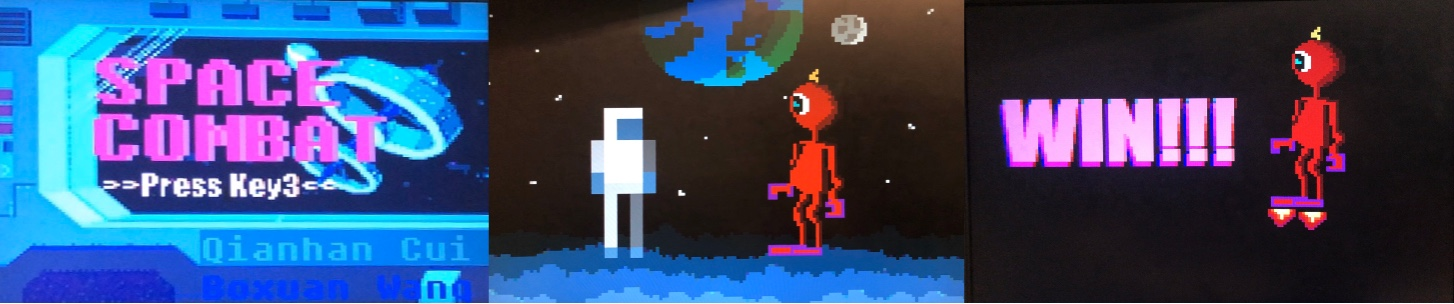 SPACE
COMBAT
>>Press Key3<<
Qianhan Cui
Boxuan Wang
WIN!!!